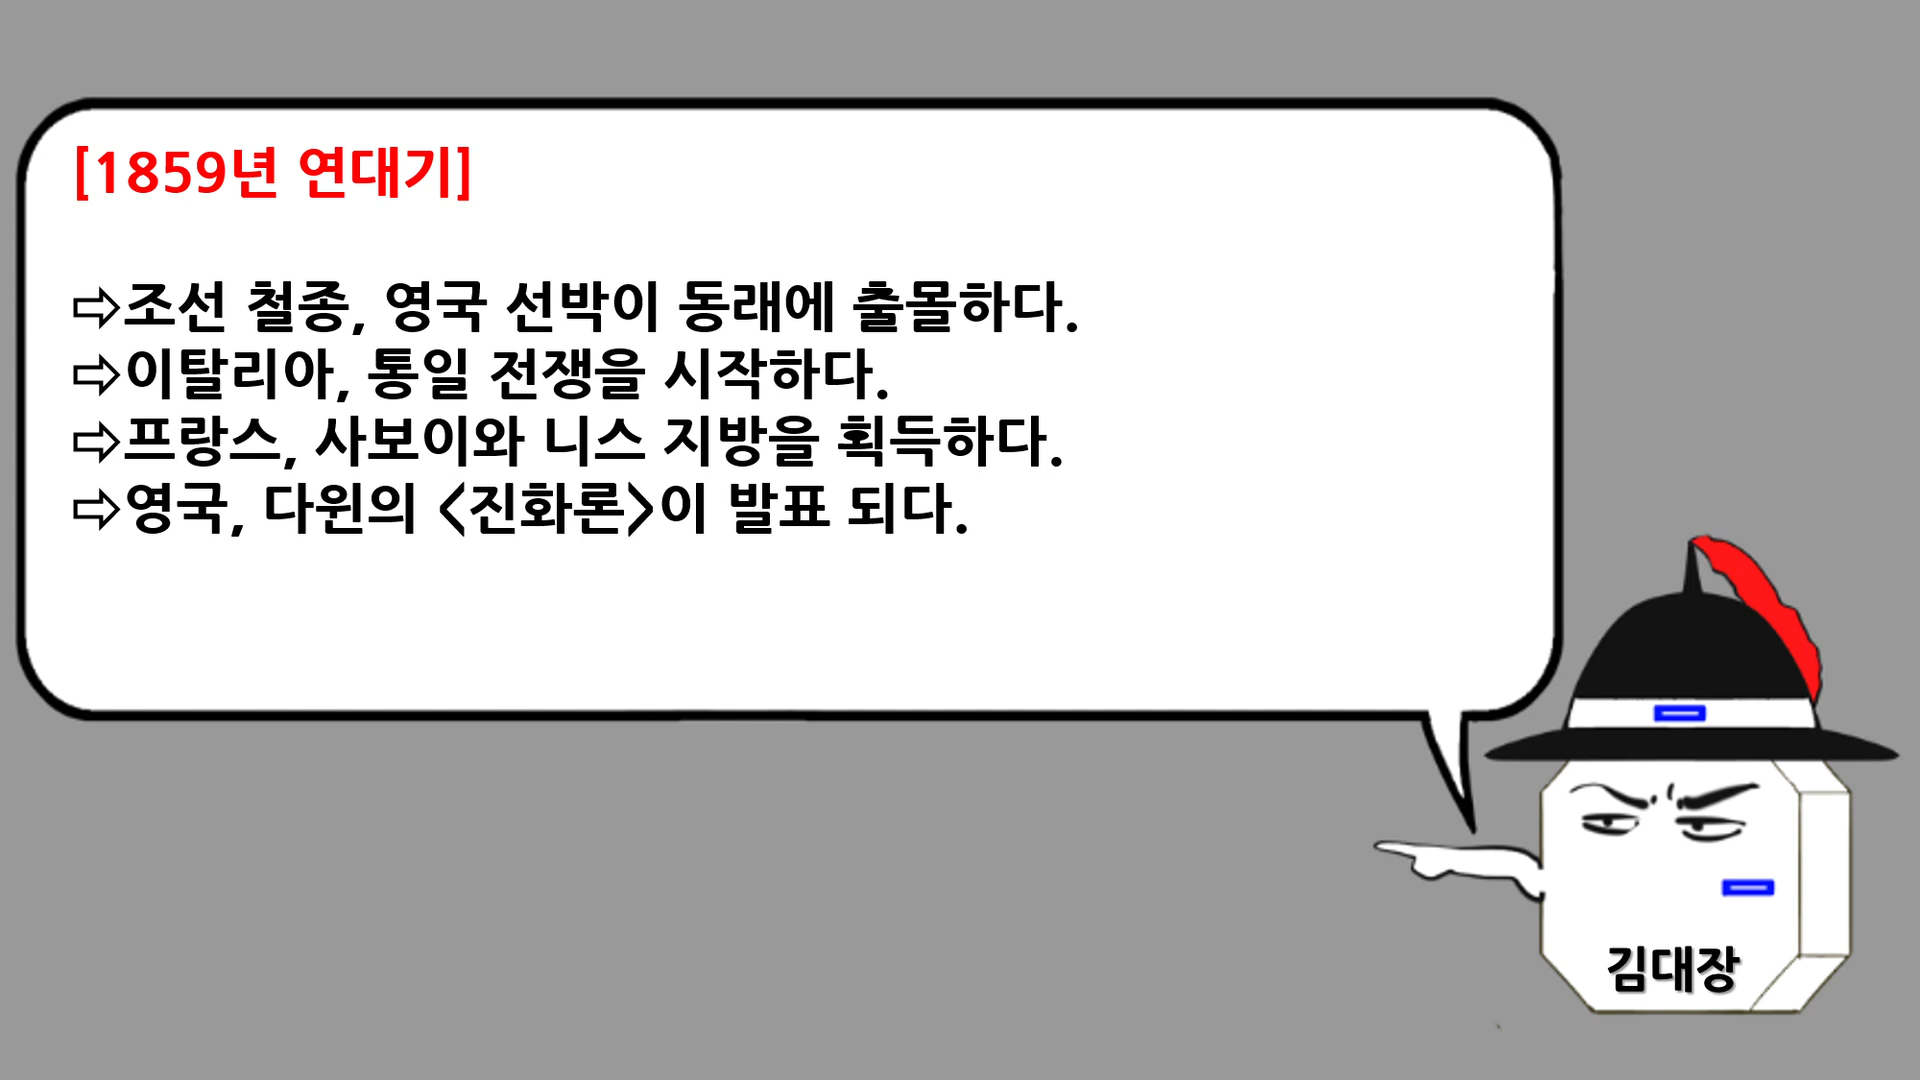 [1859년 연대기]
⇨조선 철종, 영국 선박이 동래에 출몰하다.
⇨이탈리아, 통일 전쟁을 시작하다.
⇨프랑스, 사보이와 니스 지방을 획득하다.
⇨영국, 다윈의 <진화론>이 발표 되다.
김대장